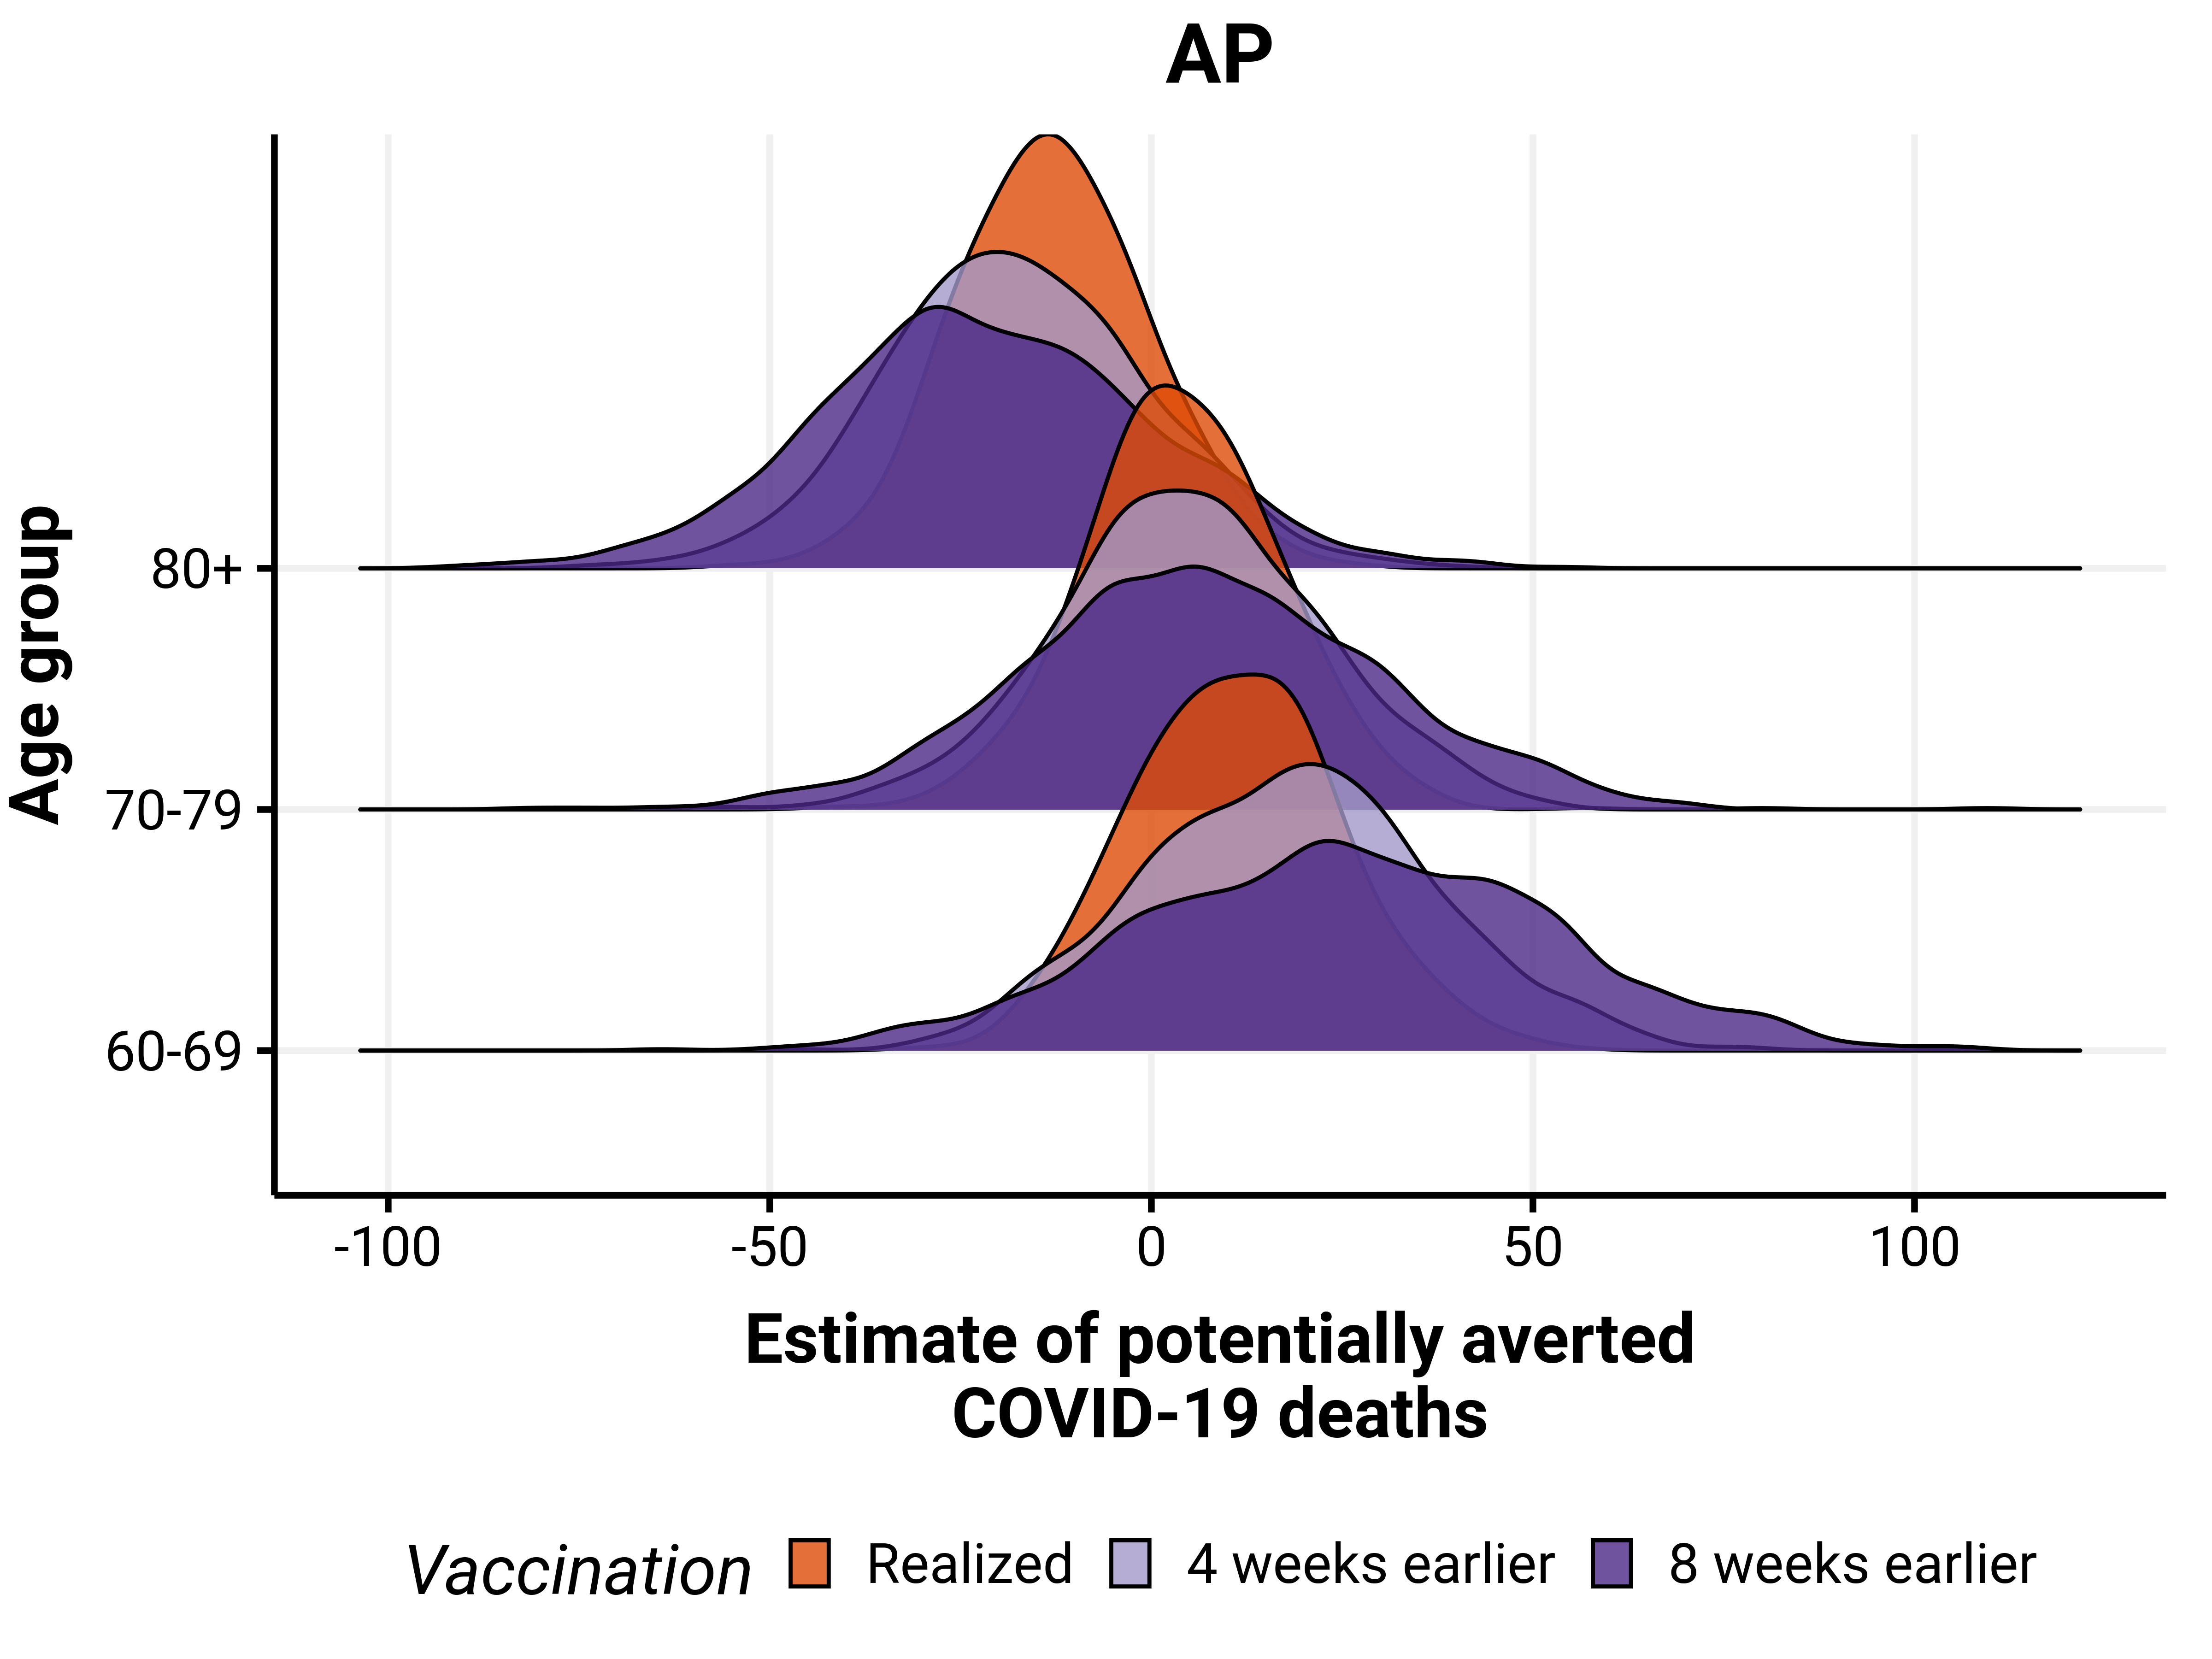 AP
Age group
80+
70-79
60-69
-100 -50 0 50 100
Estimate of potentially averted
COVID-19 deaths
Vaccination Realized 4 weeks earlier 8 weeks earlier